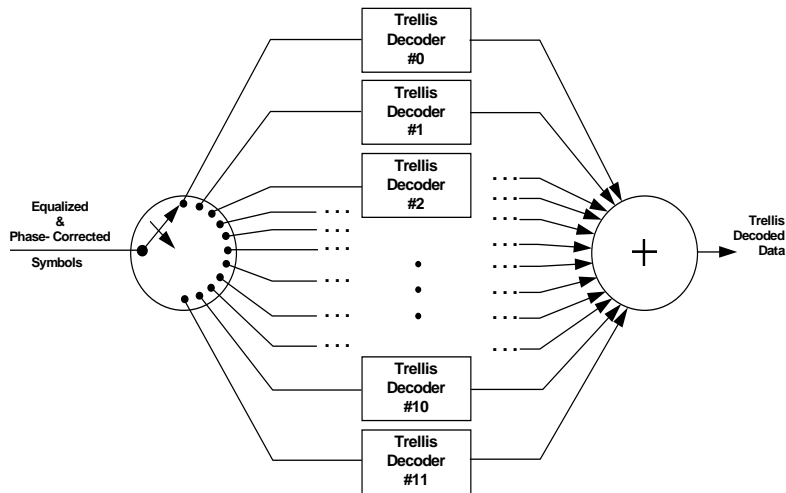 Trellis
Decoder
#0
Trellis
Decoder
#1
Trellis
Decoder
#2
Equalized
&
Phase- Corrected
Symbols
+
Trellis
Decoded
Data
Trellis
Decoder
#10
Trellis
Decoder
#11